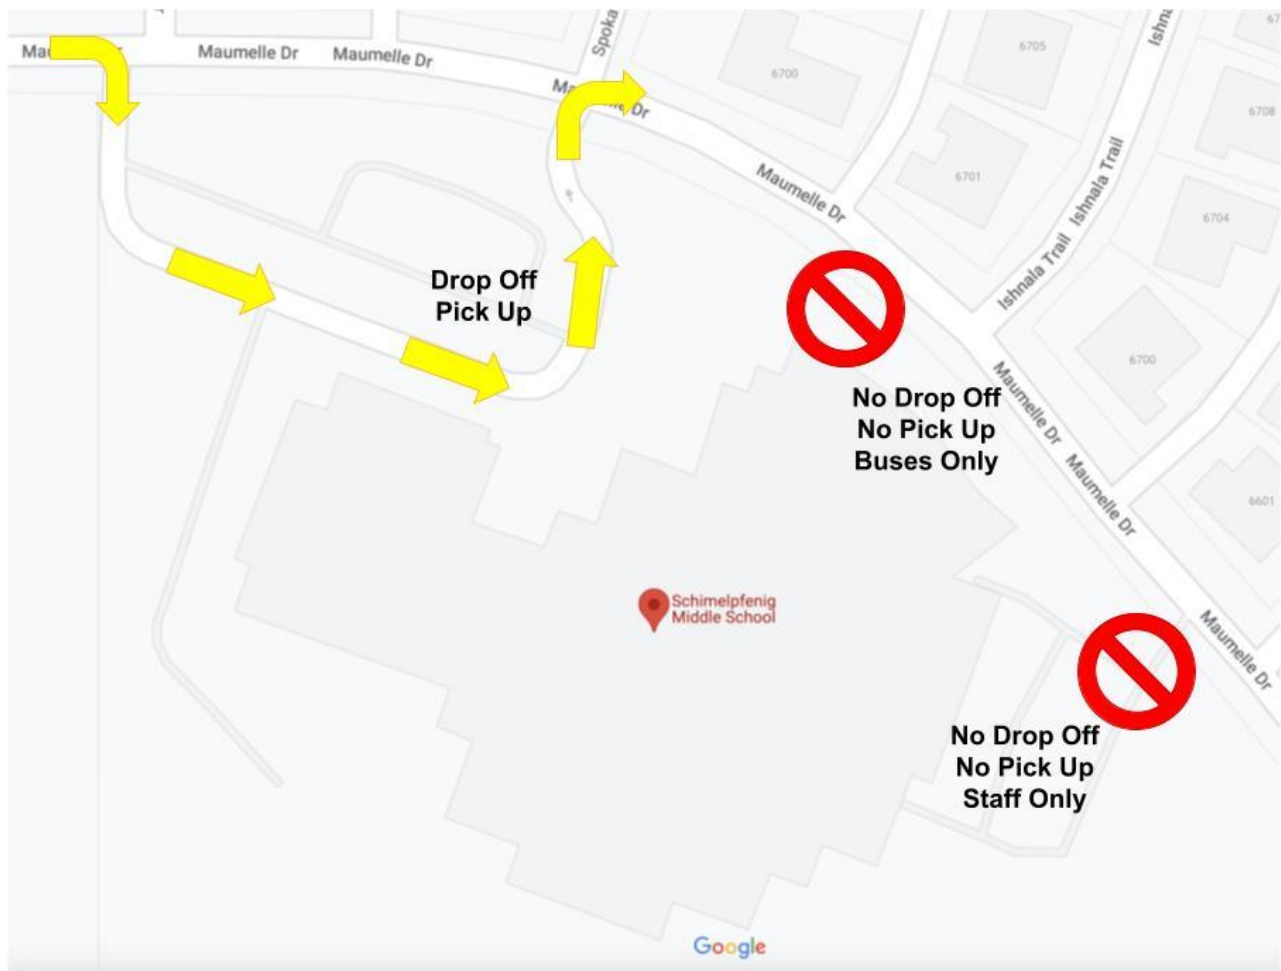 Maumelle Dr
Maumelle Dr
Spoka
6705
6700
Ishna
6708
6701
Maumelle Dr
Ishnala Trail
6704
Ishnala Trail
Drop Off
Pick Up
6700
No Drop Off
No Pick Up
Buses Only
Maumelle Dr
Maumelle Dr
6601
Schimelpfenig
Middle School
Maumelle Dr
No Drop Off
No Pick Up
Staff Only
Google